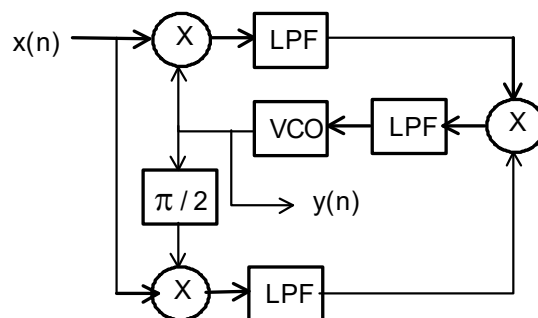 X
LPF
x(n)
X
VCO
LPF
π / 2
y(n)
X
LPF